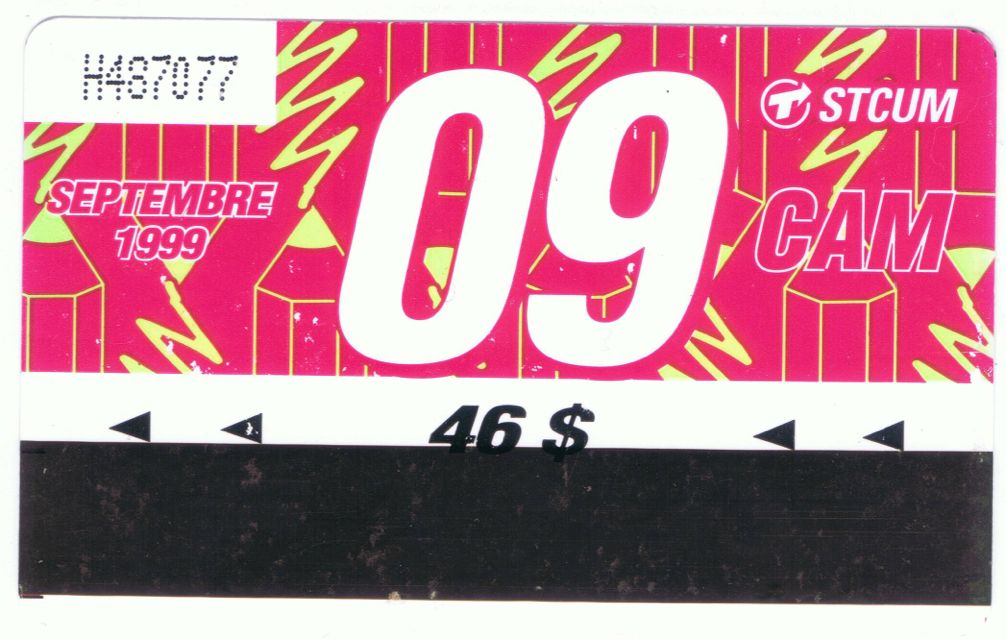 H487077
SEPTEMBRE
1999
09
STCUM
CAM
46 $